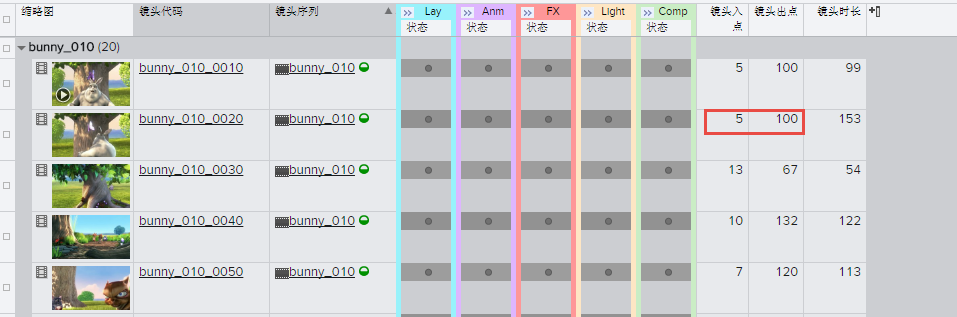 缩略图 镜头代码 镜头序列 Lay Anm FX Light Comp 镜头入点 镜头出点 镜头时长
状态 状态 状态 状态 状态
bunny_010 (20)
bunny_010_0010 bunny_010 5 100 99
bunny_010_0020 bunny_010 5 100 153
bunny_010_0030 bunny_010 13 67 54
bunny_010_0040 bunny_010 10 132 122
bunny_010_0050 bunny_010 7 120 113